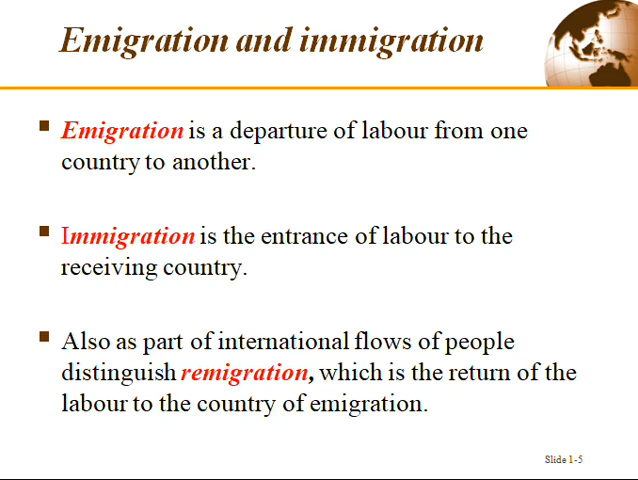 Emigration and immigration
Emigration is a departure of labour from one
country to another.
Immigration is the entrance of labour to the
receiving country.
Also as part of international flows of people
distinguish remigration, which is the return of the
labour to the country of emigration.
Slide 1-5